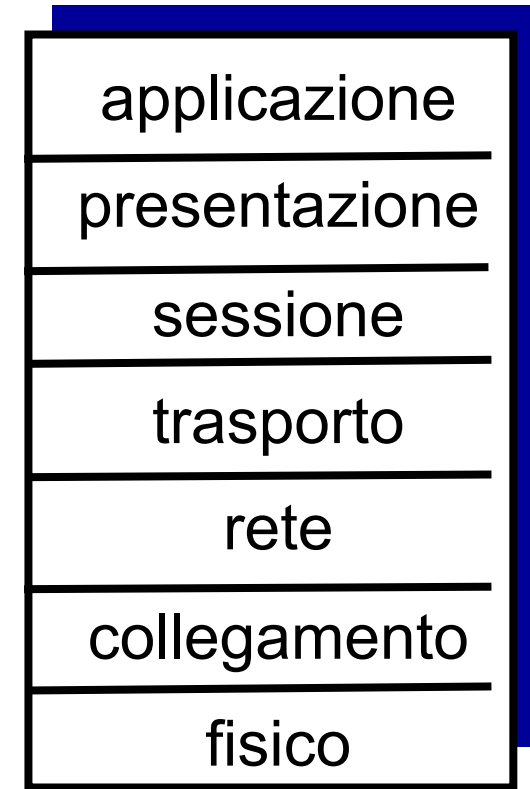 applicazione
presentazione
sessione
trasporto
rete
collegamento
fisico